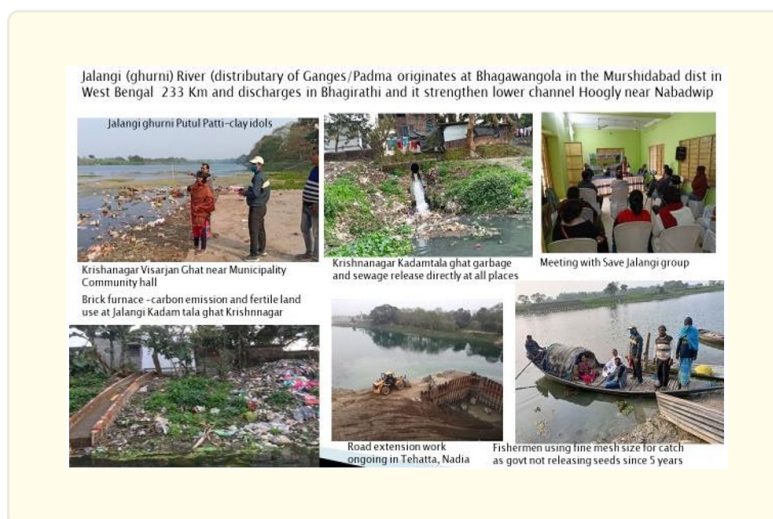 Jalangi (ghurni) River (distributary of Ganges/Padma originates at Bhagawangola in the Murshidabad dist in
West Bengal 233 Km and discharges in Bhagirathi and it strengthen lower channel Hoogly near Nabadwip
Jalangi ghurni Putul Patti-clay idols
Krishanagar Visarjan Ghat near Municipality
Community hall
Krishnanagar Kadamtala ghat garbage
and sewage release directly at all places
Meeting with Save Jalangi group
Brick furnace -carbon emission and fertile land
use at Jalangi Kadam tala ghat Krishnnagar
Road extension work
ongoing in Tehatta, Nadia
Fishermen using fine mesh size for catch
as govt not releasing seeds since 5 years